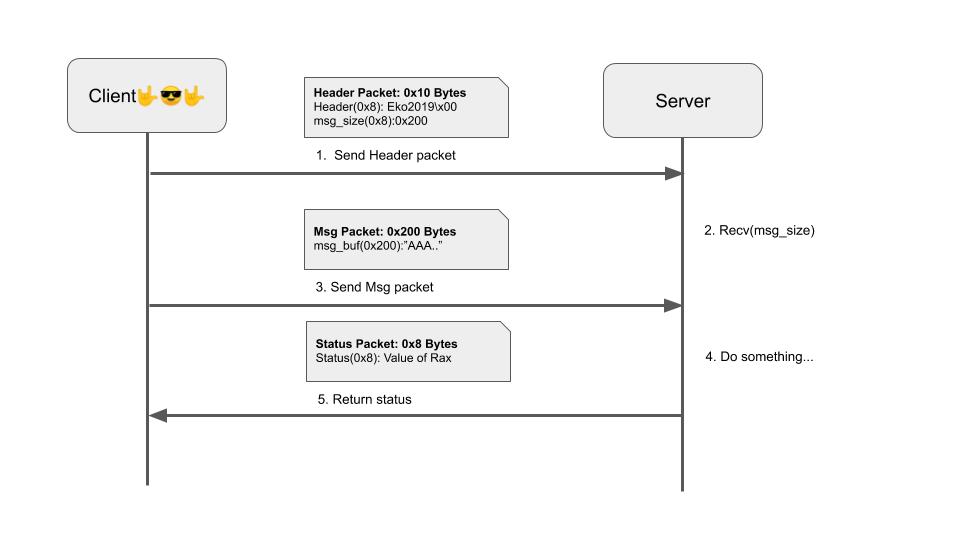 Client🤟😎🤟
Server
Header Packet: 0x10 Bytes
Header(0x8): Eko2019\x00
msg_size(0x8):0x200
1. Send Header packet
Msg Packet: 0x200 Bytes
msg_buf(0x200):”AAA..”
2. Recv(msg_size)
3. Send Msg packet
Status Packet: 0x8 Bytes
Status(0x8): Value of Rax
4. Do something...
5. Return status